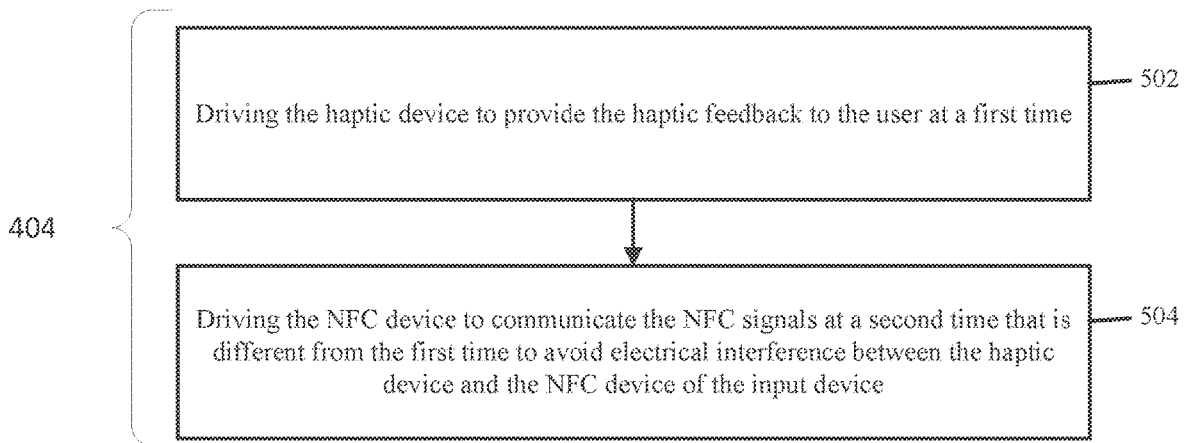 Driving the haptic device to provide the haptic feedback to the user at a first time
502
404
Driving the NFC device to communicate the NFC signals at a second time that is
different from the first time to avoid electrical interference between the haptic
device and the NFC device of the input device
504